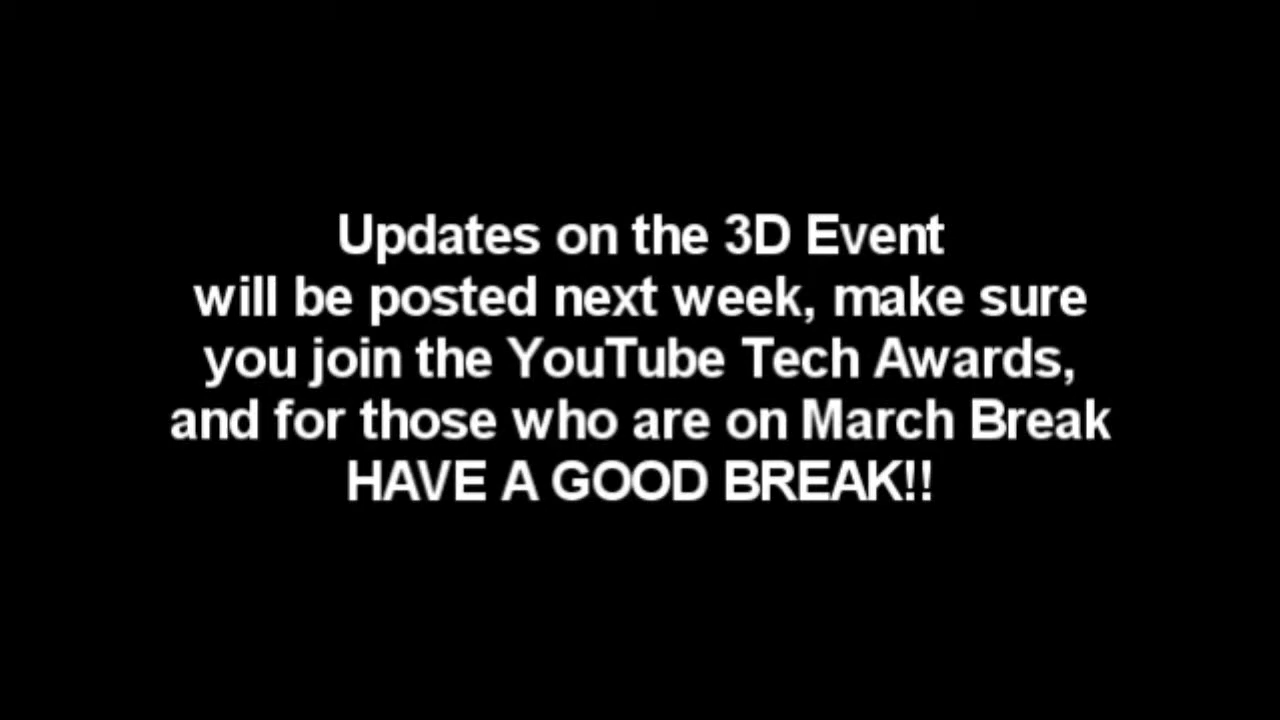 Updates on the 3D Event
will be posted next week, make sure
you join the YouTube Tech Awards,
and for those who are on March Break
HAVE A GOOD BREAK!!